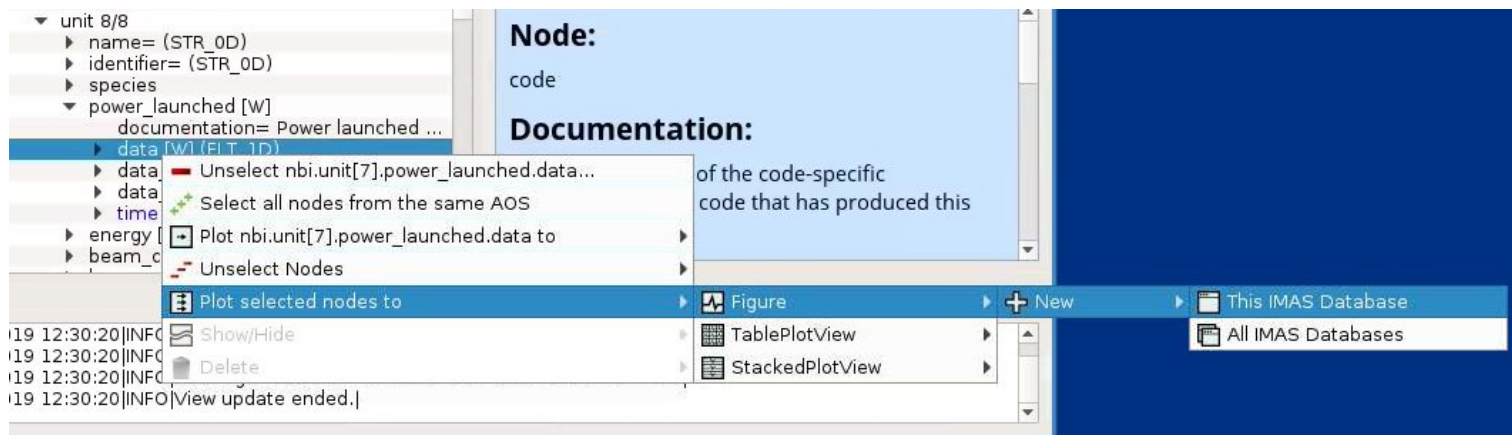 unit 8/8
name= (STR_0D)
identifier= (STR_0D)
species
power_launched [W]
documentation= Power launched ...
data [W] (FLT_1D)
data_
data_
time
energy [
beam_c
Node:
code
Documentation:
of the code-specific
code that has produced this
Unselect nbi.unit[7].power_launched.data...
Select all nodes from the same AOS
Plot nbi.unit[7].power_launched.data to
Unselect Nodes
Plot selected nodes to
Show/Hide
Delete
Figure
TablePlotView
StackedPlotView
New
This IMAS Database
All IMAS Databases
19 12:30:20|INFO
19 12:30:20|INFO
19 12:30:20|INFO
19 12:30:20|INFO|View update ended.|